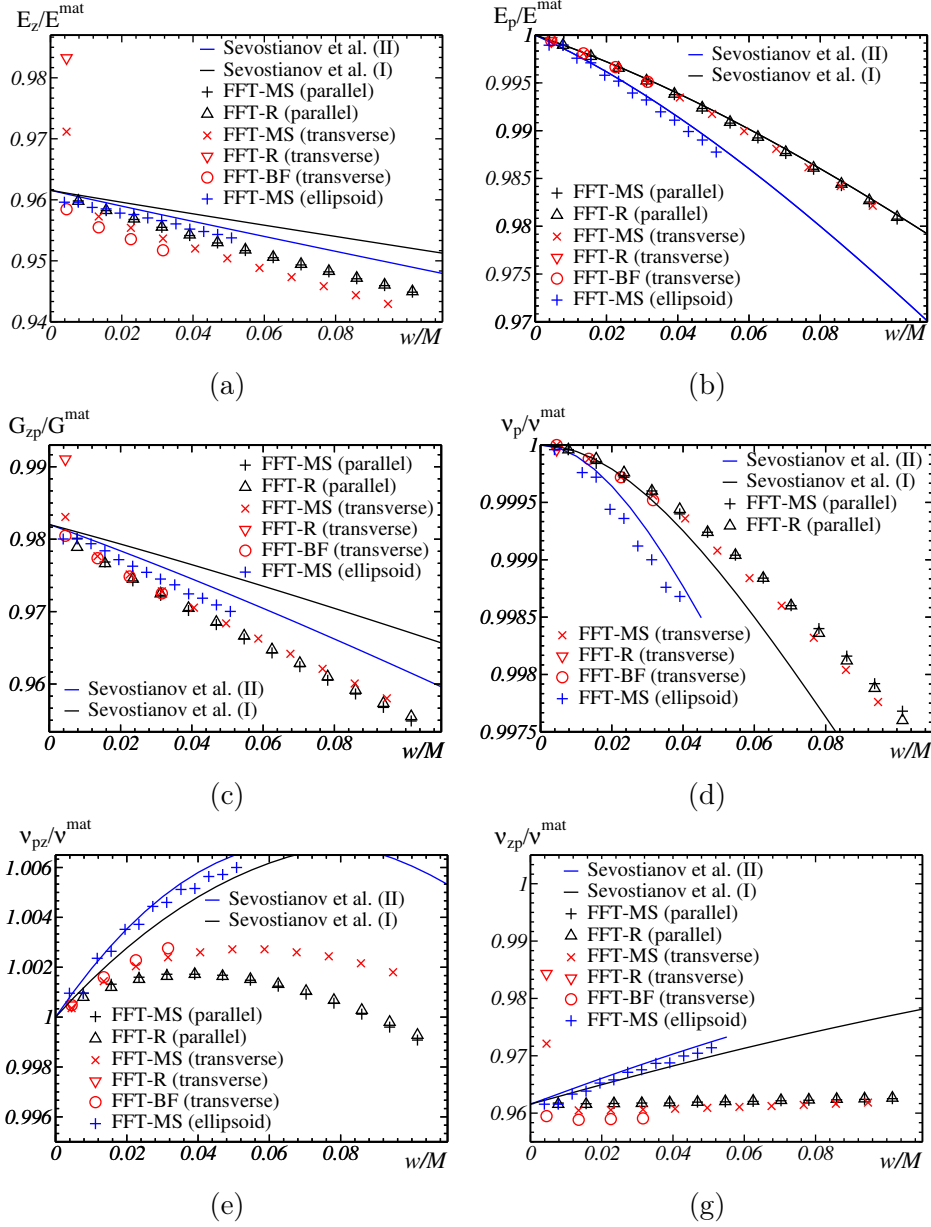 E_z/E^mat
0.98
0.97
0.96
0.95
0.94
Sevostianov et al. (II)
Sevostianov et al. (I)
FFT-MS (parallel)
FFT-R (parallel)
FFT-MS (transverse)
FFT-R (transverse)
FFT-BF (transverse)
FFT-MS (ellipsoid)
0 0.02 0.04 0.06 0.08 w/M
(a)
E_p/E^mat
1
0.995
0.99
0.985
0.98
0.975
0.97
Sevostianov et al. (II)
Sevostianov et al. (I)
FFT-MS (parallel)
FFT-R (parallel)
FFT-MS (transverse)
FFT-R (transverse)
FFT-BF (transverse)
FFT-MS (ellipsoid)
0 0.02 0.04 0.06 0.08 w/M
(b)
G_zp/G^mat
0.99
0.98
0.97
0.96
FFT-MS (parallel)
FFT-R (parallel)
FFT-MS (transverse)
FFT-R (transverse)
FFT-BF (transverse)
FFT-MS (ellipsoid)
Sevostianov et al. (II)
Sevostianov et al. (I)
0 0.02 0.04 0.06 0.08 w/M
(c)
ν_p/ν^mat
1
0.9995
0.999
0.9985
0.998
0.9975
Sevostianov et al. (II)
Sevostianov et al. (I)
FFT-MS (parallel)
FFT-R (parallel)
FFT-MS (transverse)
FFT-R (transverse)
FFT-BF (transverse)
FFT-MS (ellipsoid)
0 0.02 0.04 0.06 0.08 w/M
(d)
ν_pz/ν^mat
1.006
1.004
1.002
1
0.998
0.996
Sevostianov et al. (II)
Sevostianov et al. (I)
FFT-MS (parallel)
FFT-R (parallel)
FFT-MS (transverse)
FFT-R (transverse)
FFT-BF (transverse)
FFT-MS (ellipsoid)
0 0.02 0.04 0.06 0.08 w/M
(e)
ν_zp/ν^mat
1
0.99
0.98
0.97
0.96
Sevostianov et al. (II)
Sevostianov et al. (I)
FFT-MS (parallel)
FFT-R (parallel)
FFT-MS (transverse)
FFT-R (transverse)
FFT-BF (transverse)
FFT-MS (ellipsoid)
0 0.02 0.04 0.06 0.08 w/M
(g)